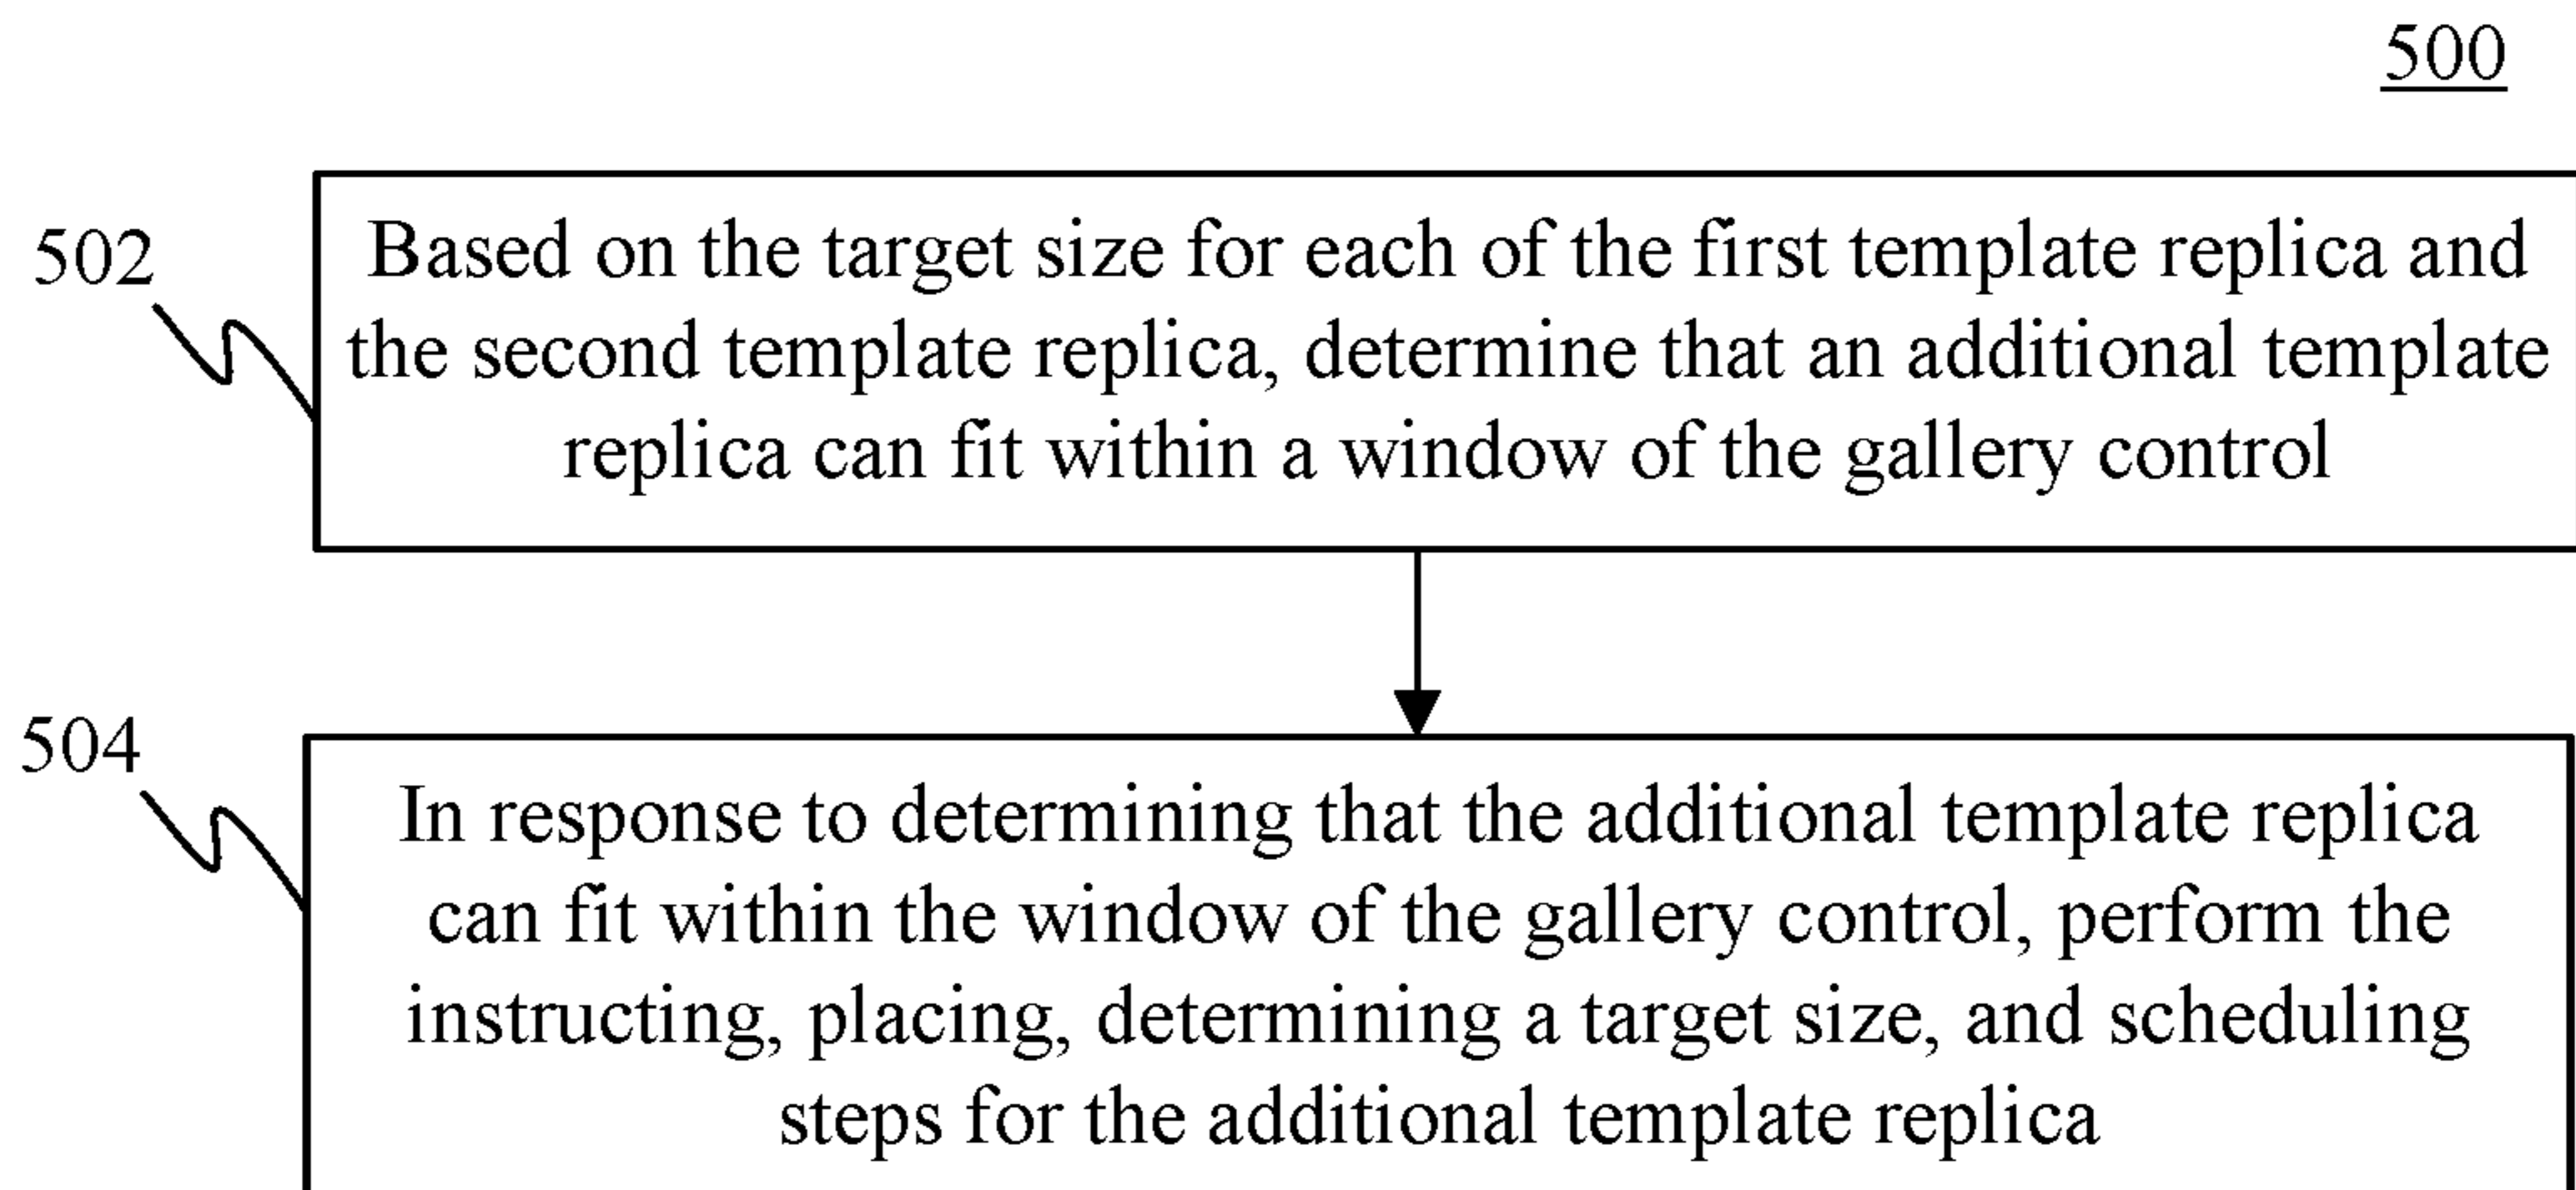 500
502
Based on the target size for each of the first template replica and
the second template replica, determine that an additional template
replica can fit within a window of the gallery control
504
In response to determining that the additional template replica
can fit within the window of the gallery control, perform the
instructing, placing, determining a target size, and scheduling
steps for the additional template replica